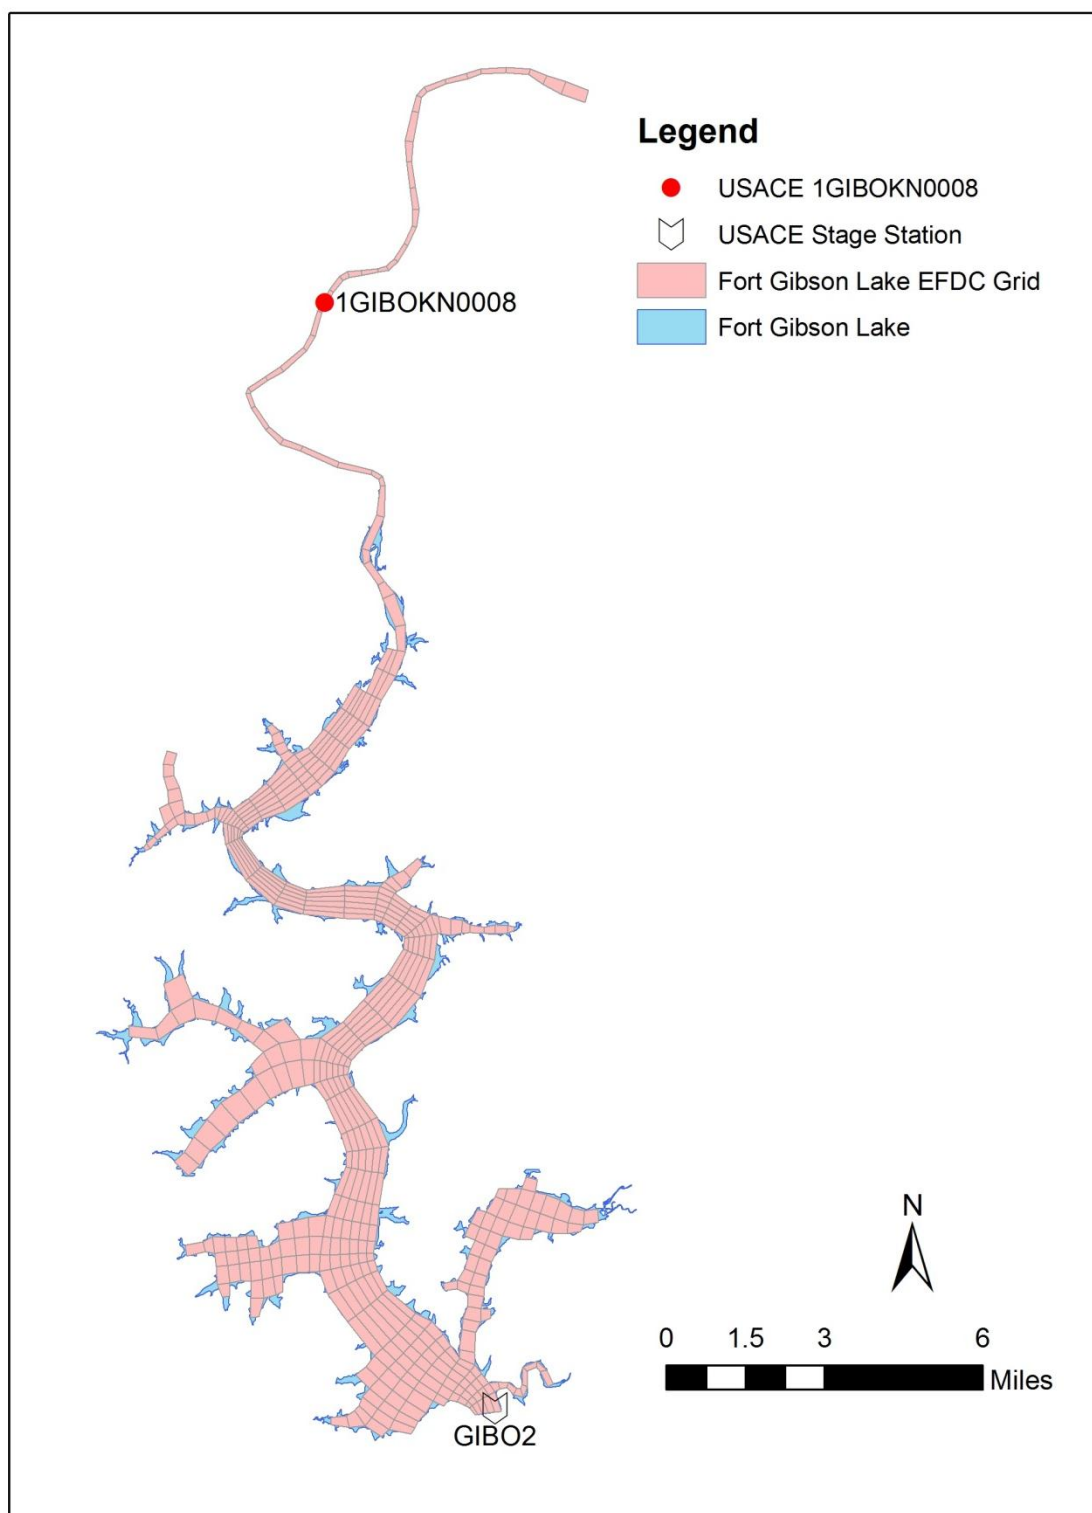 Legend
USACE 1GIBOKN0008
USACE Stage Station
Fort Gibson Lake EFDC Grid
Fort Gibson Lake
1GIBOKN0008
N
0 1.5 3 6
Miles
GIBO2